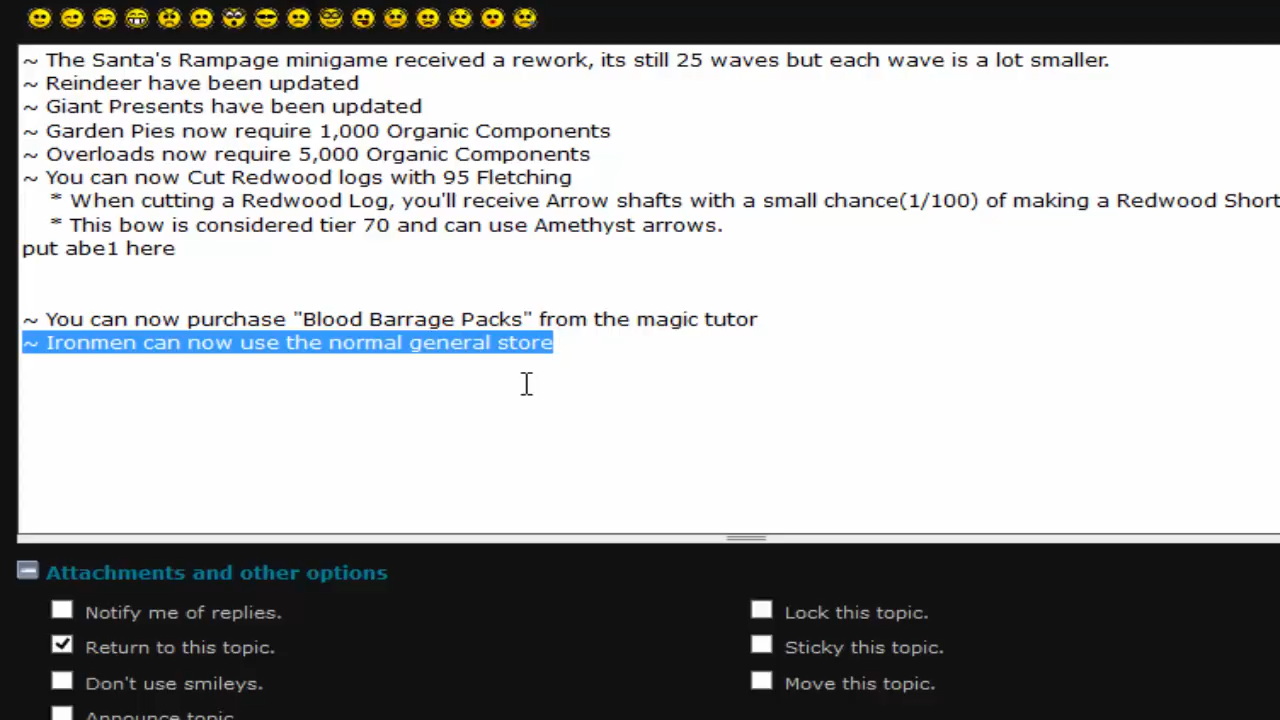 ~ The Santa's Rampage minigame received a rework, its still 25 waves but each wave is a lot smaller.
~ Reindeer have been updated
~ Giant Presents have been updated
~ Garden Pies now require 1,000 Organic Components
~ Overloads now require 5,000 Organic Components
~ You can now Cut Redwood logs with 95 Fletching
* When cutting a Redwood Log, you'll receive Arrow shafts with a small chance(1/100) of making a Redwood Short
* This bow is considered tier 70 and can use Amethyst arrows.
put abe1 here
~ You can now purchase "Blood Barrage Packs" from the magic tutor
~ Ironmen can now use the normal general store
Attachments and other options
Notify me of replies.
Lock this topic.
Return to this topic.
Sticky this topic.
Don't use smileys.
Move this topic.
Announce topic.